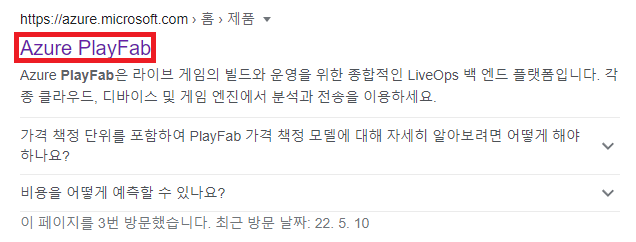 https://azure.microsoft.com › 홈 › 제품
Azure PlayFab
Azure PlayFab은 라이브 게임의 빌드와 운영을 위한 종합적인 LiveOps 백 엔드 플랫폼입니다. 각
종 클라우드, 디바이스 및 게임 엔진에서 분석과 전송을 이용하세요.
가격 책정 단위를 포함하여 PlayFab 가격 책정 모델에 대해 자세히 알아보려면 어떻게 해야
하나요?
비용을 어떻게 예측할 수 있나요?
이 페이지를 3번 방문했습니다. 최근 방문 날짜: 22. 5. 10